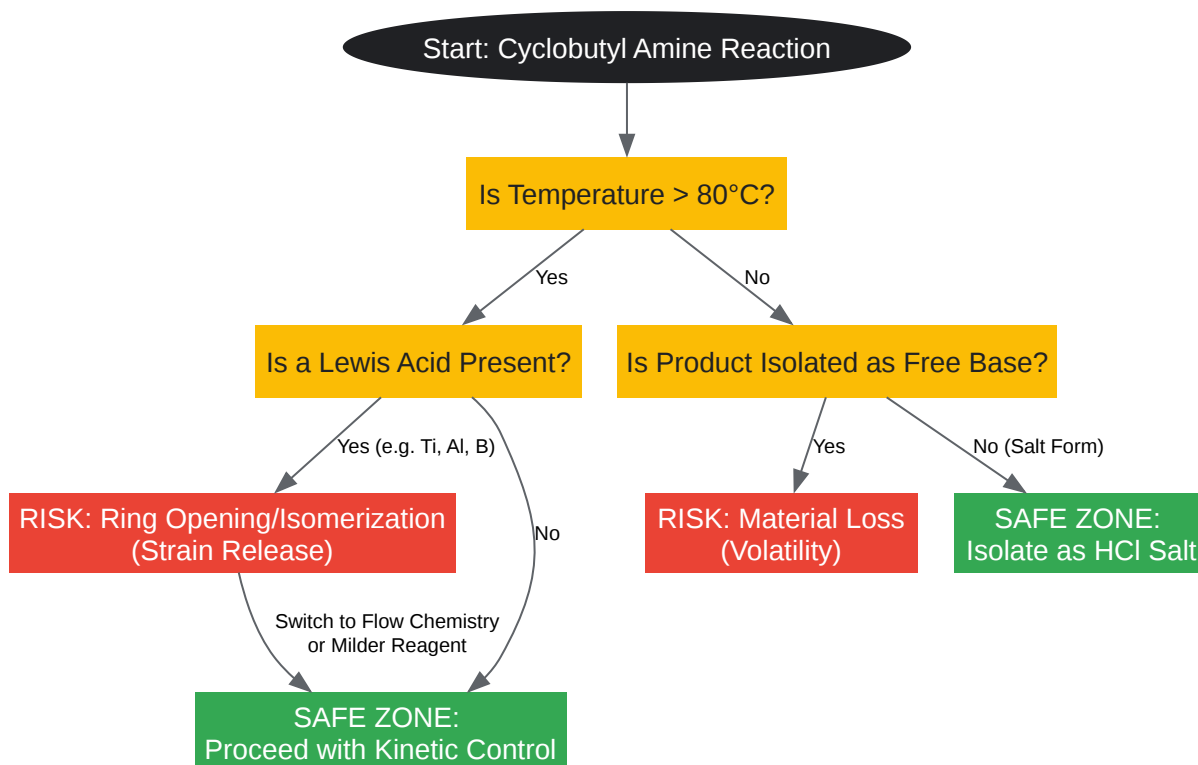 Start: Cyclobutyl Amine Reaction
Is Temperature > 80°C?
Yes
No
Is a Lewis Acid Present?
Is Product Isolated as Free Base?
Yes (e.g. Ti, Al, B)
No
Yes
No (Salt Form)
RISK: Ring Opening/Isomerization
(Strain Release)
RISK: Material Loss
(Volatility)
SAFE ZONE:
Isolate as HCl Salt
Switch to Flow Chemistry
or Milder Reagent
SAFE ZONE:
Proceed with Kinetic Control